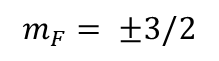 m_F = ±3/2